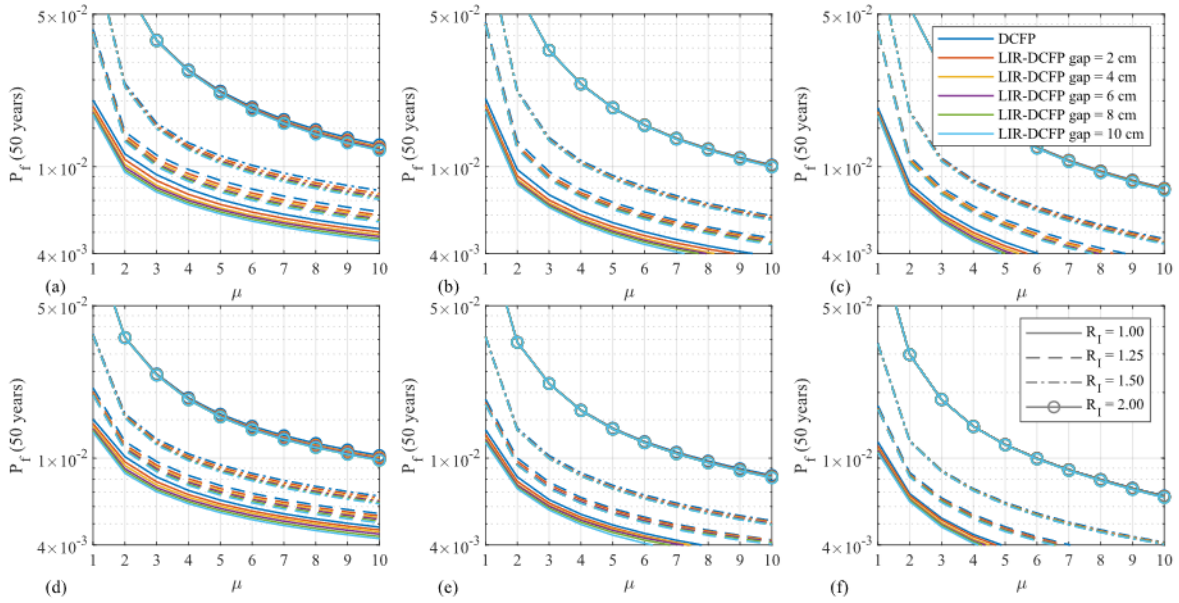 5 × 10⁻²
1 × 10⁻²
4 × 10⁻³
P_f (50 years)
1 2 3 4 5 6 7 8 9 10
(a) μ
5 × 10⁻²
1 × 10⁻²
4 × 10⁻³
P_f (50 years)
1 2 3 4 5 6 7 8 9 10
(b) μ
5 × 10⁻²
1 × 10⁻²
4 × 10⁻³
P_f (50 years)
DCFP
LIR-DCFP gap = 2 cm
LIR-DCFP gap = 4 cm
LIR-DCFP gap = 6 cm
LIR-DCFP gap = 8 cm
LIR-DCFP gap = 10 cm
1 2 3 4 5 6 7 8 9 10
(c) μ
5 × 10⁻²
1 × 10⁻²
4 × 10⁻³
P_f (50 years)
1 2 3 4 5 6 7 8 9 10
(d) μ
5 × 10⁻²
1 × 10⁻²
4 × 10⁻³
P_f (50 years)
1 2 3 4 5 6 7 8 9 10
(e) μ
5 × 10⁻²
1 × 10⁻²
4 × 10⁻³
P_f (50 years)
R_I = 1.00
R_I = 1.25
R_I = 1.50
R_I = 2.00
1 2 3 4 5 6 7 8 9 10
(f) μ